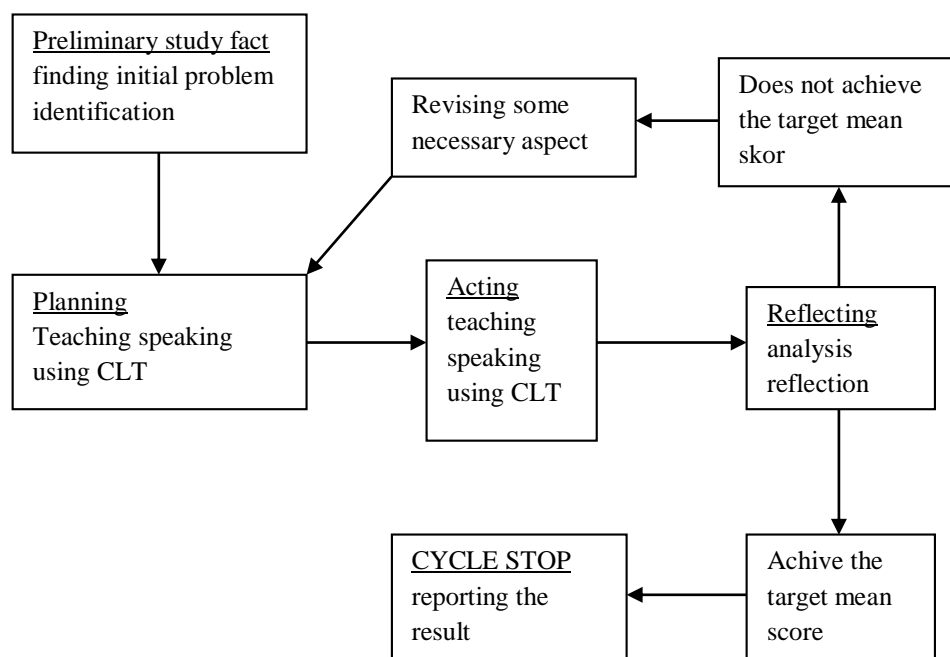 Preliminary study fact
finding initial problem
identification
Revising some
necessary aspect
Does not achieve
the target mean
skor
Planning
Teaching speaking
using CLT
Acting
teaching
speaking
using CLT
Reflecting
analysis
reflection
CYCLE STOP
reporting the
result
Achive the
target mean
score